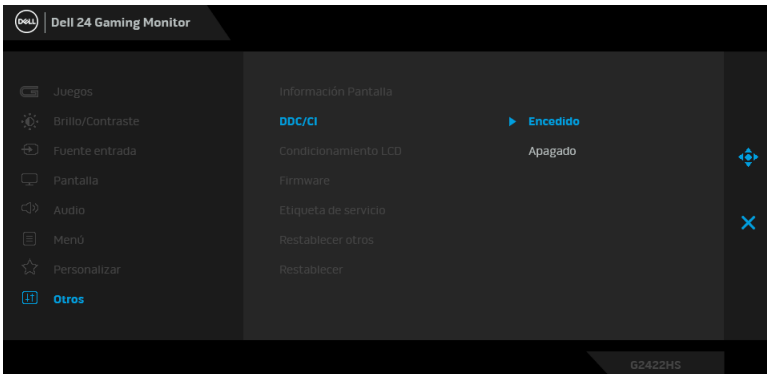 DELL Dell 24 Gaming Monitor
Juegos
Brillo/Contraste
Fuente entrada
Pantalla
Audio
Menú
Personalizar
Otros
Información Pantalla
DDC/CI
Condicionamiento LCD
Firmware
Etiqueta de servicio
Restablecer otros
Restablecer
Encedido
Apagado
G2422HS